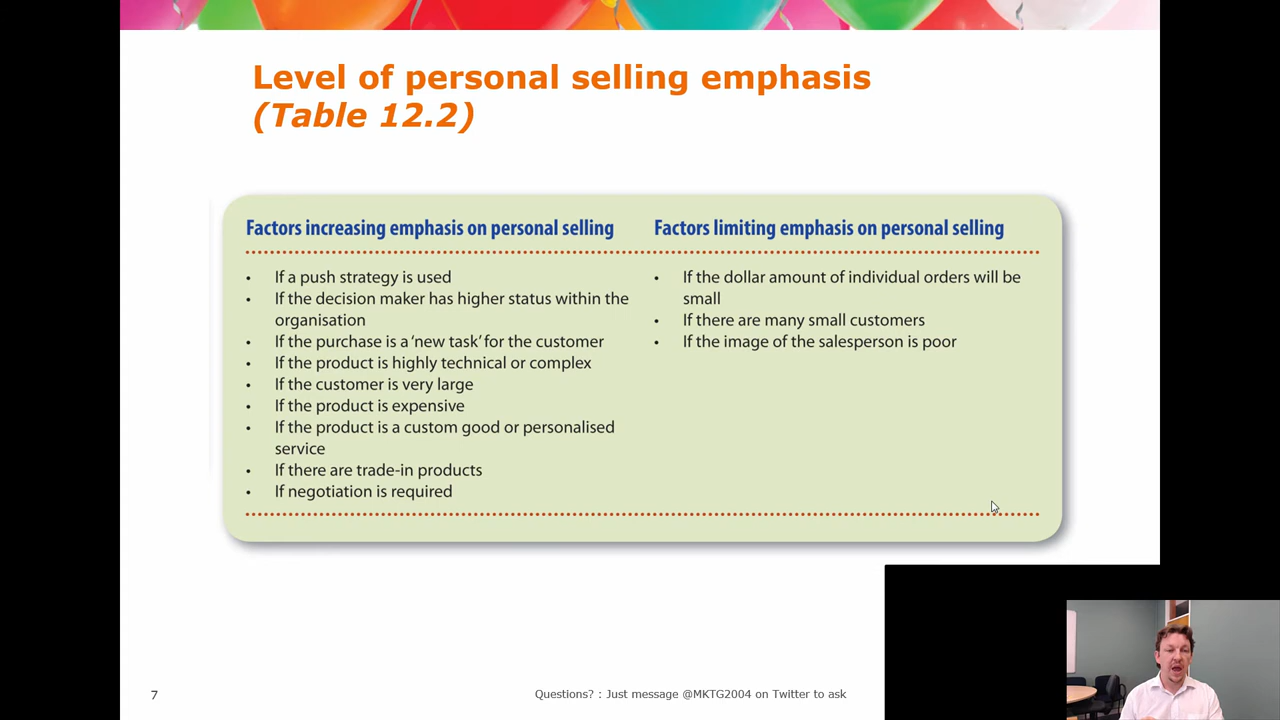 Level of personal selling emphasis
(Table 12.2)
Factors increasing emphasis on personal selling
• If a push strategy is used
• If the decision maker has higher status within the
organisation
• If the purchase is a ‘new task’ for the customer
• If the product is highly technical or complex
• If the customer is very large
• If the product is expensive
• If the product is a custom good or personalised
service
• If there are trade-in products
• If negotiation is required
Factors limiting emphasis on personal selling
• If the dollar amount of individual orders will be
small
• If there are many small customers
• If the image of the salesperson is poor
7
Questions? : Just message @MKTG2004 on Twitter to ask